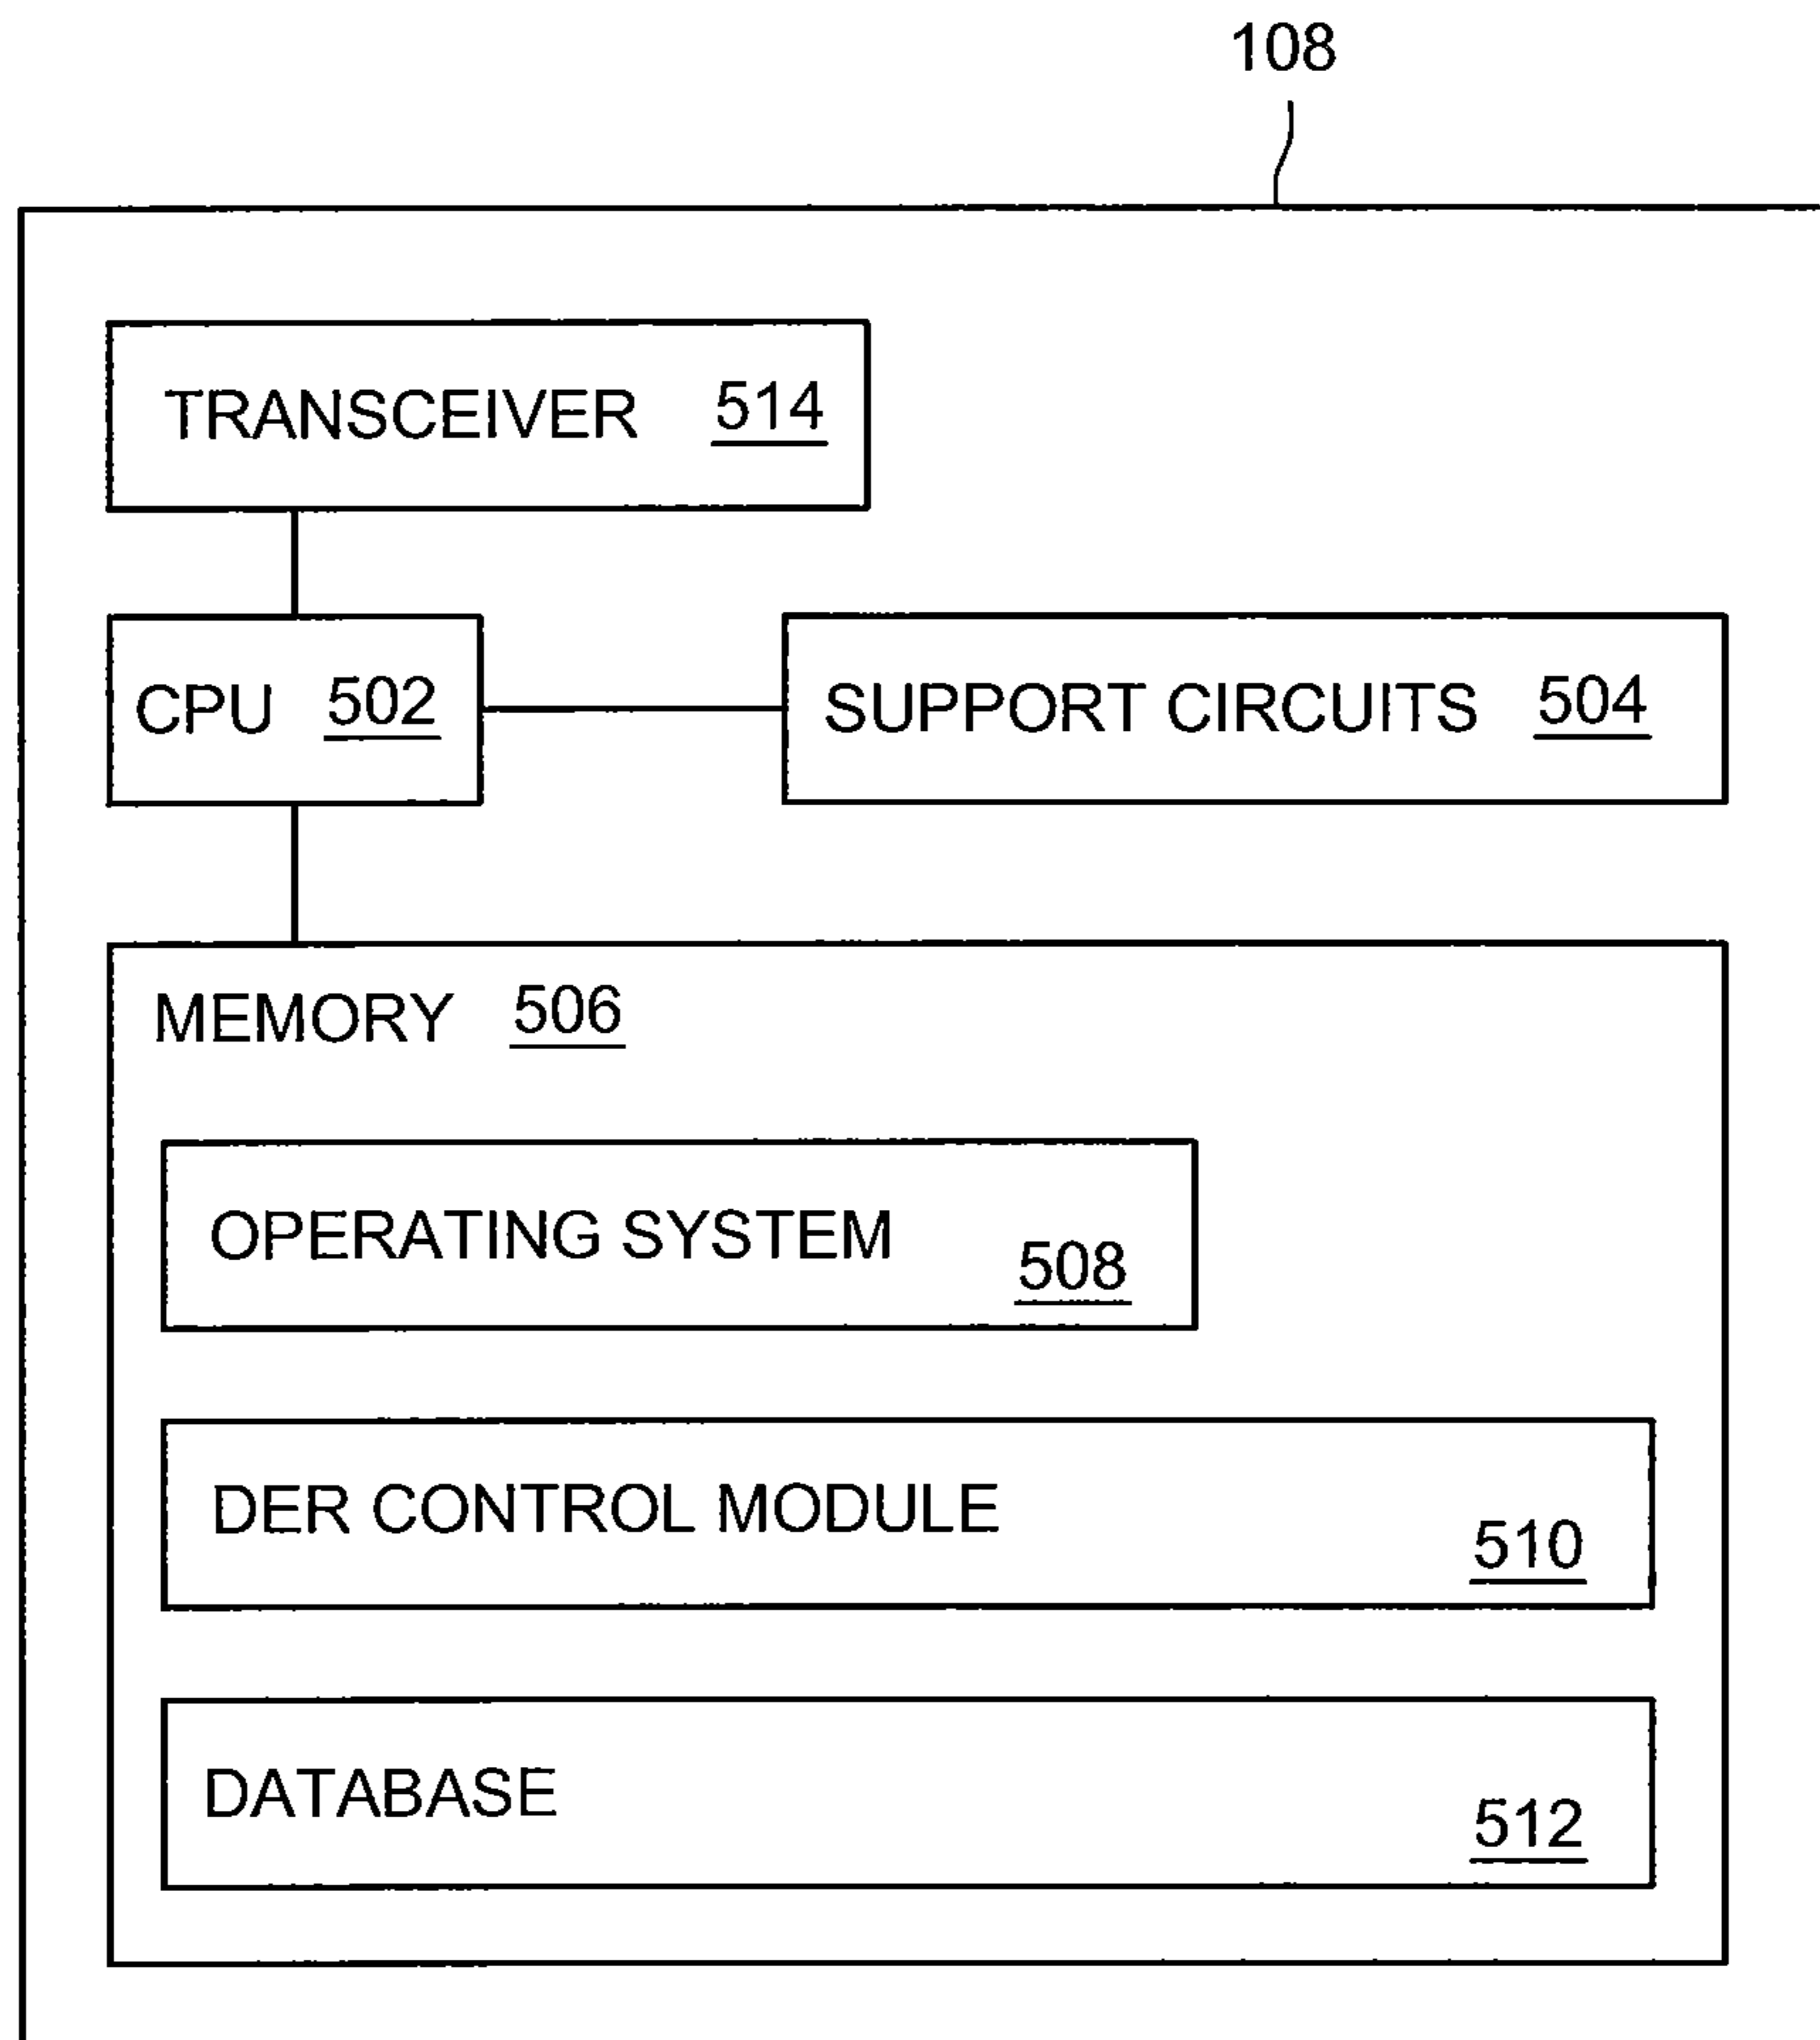 108
TRANSCEIVER 514
CPU 502 SUPPORT CIRCUITS 504
MEMORY 506
OPERATING SYSTEM 508
DER CONTROL MODULE 510
DATABASE 512